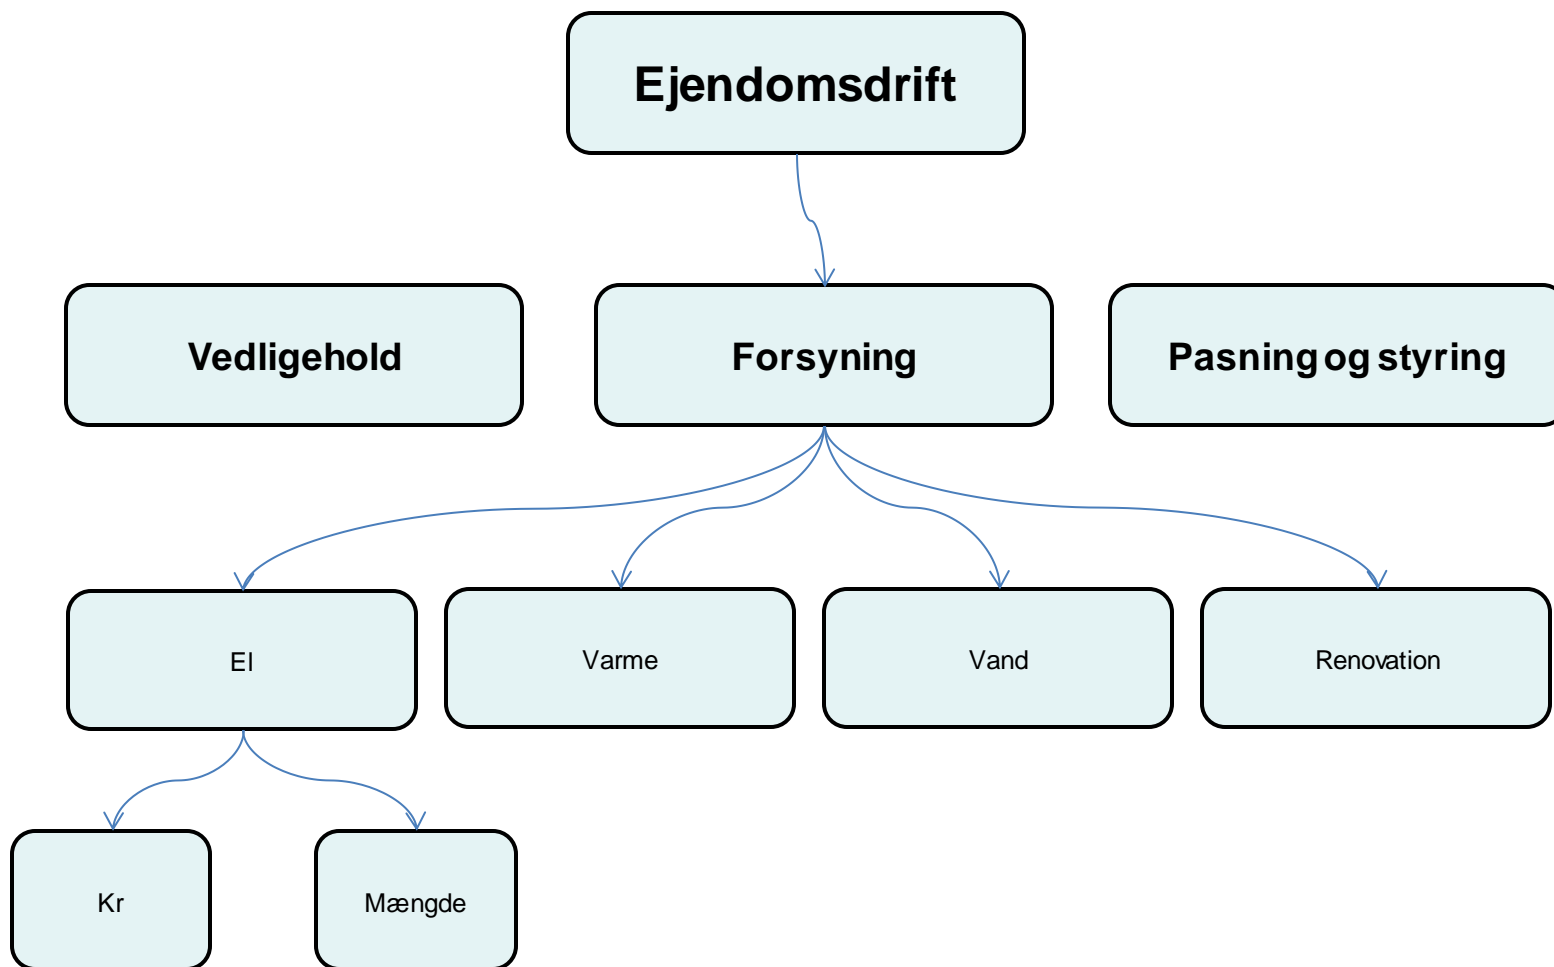 Ejendomsdrift
Vedligehold
Forsyning
Pasning og styring
El
Varme
Vand
Renovation
Kr
Mængde